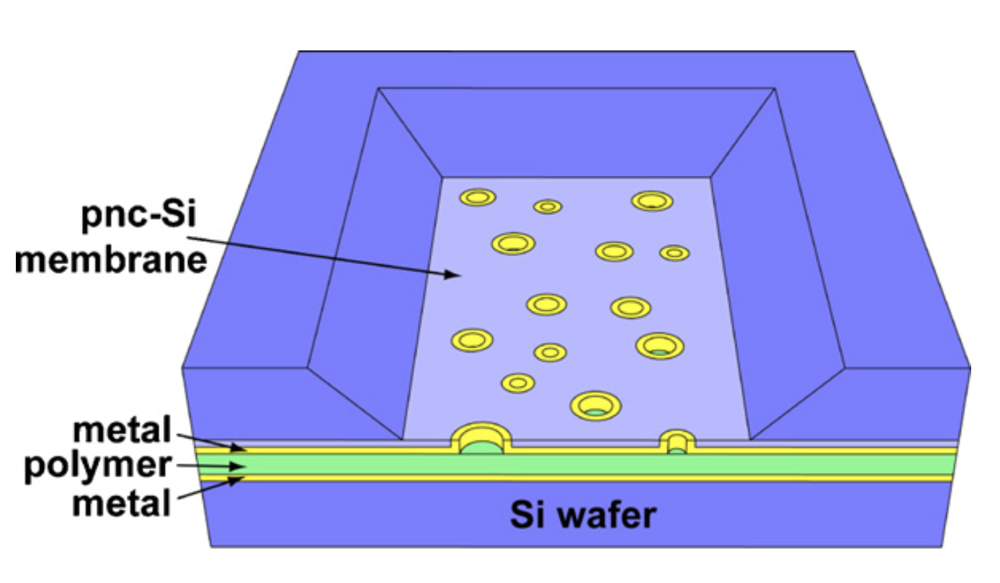 pnc-Si
membrane
metal
polymer
metal
Si wafer